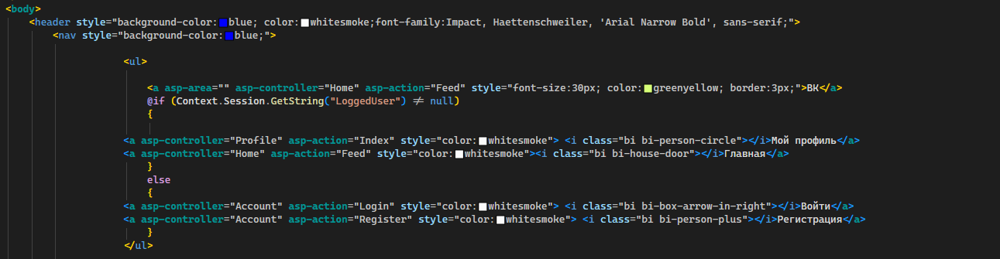 <body>
<header style="background-color:blue; color:whitesmoke;font-family:Impact, Haettenschweiler, 'Arial Narrow Bold', sans-serif;">
<nav style="background-color:blue;">
<ul>
<a asp-area="" asp-controller="Home" asp-action="Feed" style="font-size:30px; color:greenyellow; border:3px;">ВК</a>
@if (Context.Session.GetString("LoggedUser") != null)
{
<a asp-controller="Profile" asp-action="Index" style="color:whitesmoke"> <i class="bi bi-person-circle"></i>Мой профиль</a>
<a asp-controller="Home" asp-action="Feed" style="color:whitesmoke"><i class="bi bi-house-door"></i>Главная</a>
}
else
{
<a asp-controller="Account" asp-action="Login" style="color:whitesmoke"> <i class="bi bi-box-arrow-in-right"></i>Войти</a>
<a asp-controller="Account" asp-action="Register" style="color:whitesmoke"> <i class="bi bi-person-plus"></i>Регистрация</a>
}
</ul>